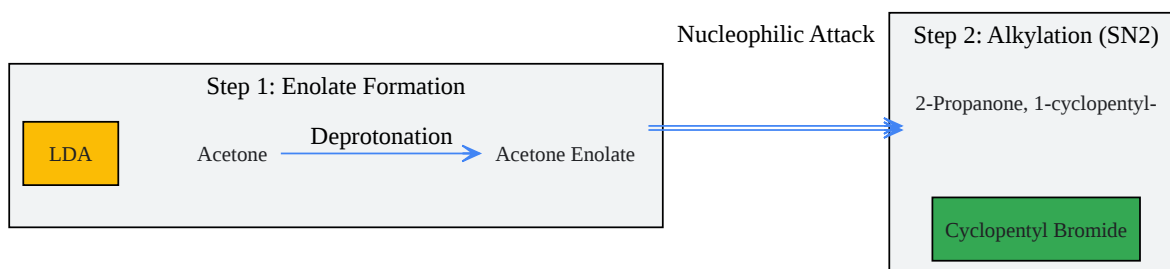 Step 1: Enolate Formation
LDA
Acetone
Deprotonation
Acetone Enolate
Nucleophilic Attack
Step 2: Alkylation (SN2)
2-Propanone, 1-cyclopentyl-
Cyclopentyl Bromide